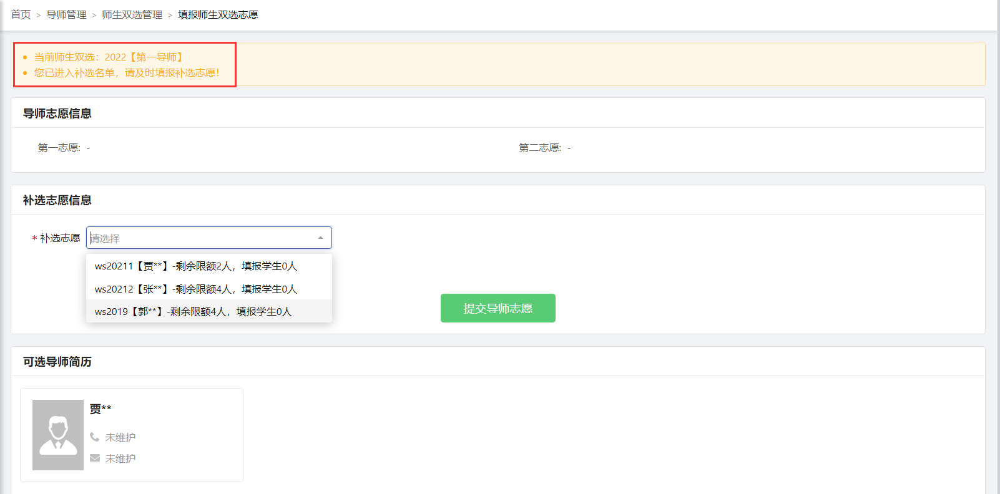 首页 > 导师管理 > 师生双选管理 > 填报师生双选志愿
当前师生双选：2022【第一导师】
您已进入补选名单，请及时填报补选志愿！
导师志愿信息
第一志愿: -
第二志愿: -
补选志愿信息
* 补选志愿 请选择
ws20211【贾**】-剩余限额2人，填报学生0人
ws20212【张**】-剩余限额4人，填报学生0人
ws2019【郭**】-剩余限额4人，填报学生0人
提交导师志愿
可选导师简历
贾**
未维护
未维护